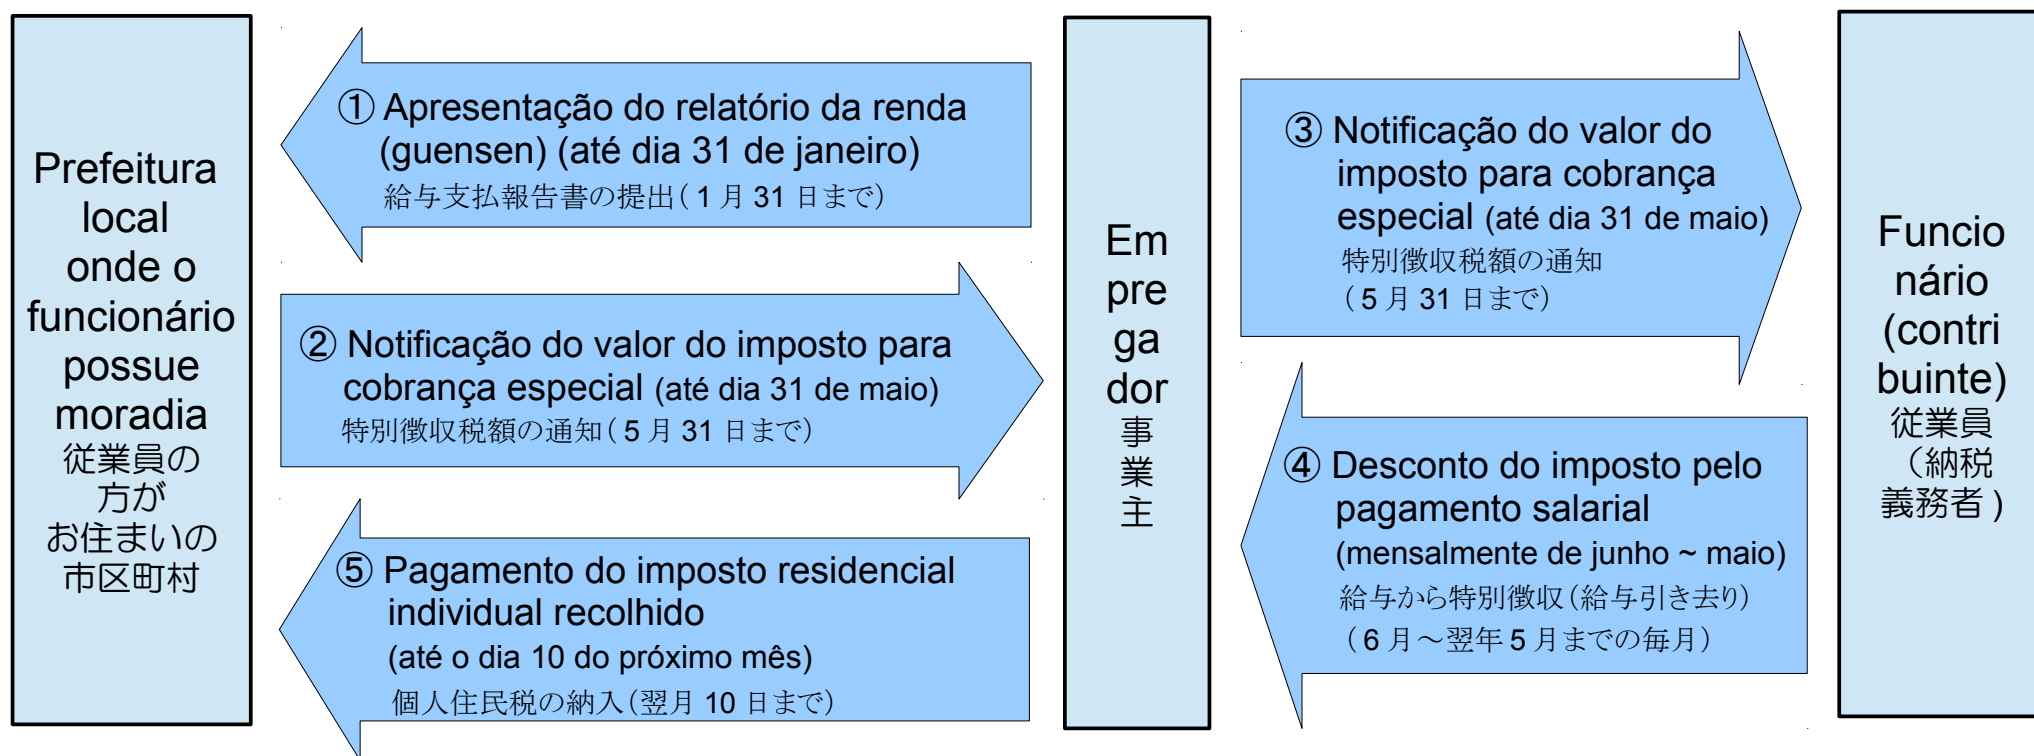 Prefeitura
local
onde o
funcionário
possue
moradia
従業員の
方が
お住まいの
市区町村
① Apresentação do relatório da renda
(guensen) (até dia 31 de janeiro)
給与支払報告書の提出（1月31日まで）
② Notificação do valor do imposto para
cobrança especial (até dia 31 de maio)
特別徴収税額の通知（5月31日まで）
⑤ Pagamento do imposto residencial
individual recolhido
(até o dia 10 do próximo mês)
個人住民税の納入（翌月10日まで）
Em
pre
ga
dor
事
業
主
③ Notificação do valor do
imposto para cobrança
especial (até dia 31 de maio)
特別徴収税額の通知
（5月31日まで）
④ Desconto do imposto pelo
pagamento salarial
(mensalmente de junho ~ maio)
給与から特別徴収（給与引き去り）
（6月～翌年5月までの毎月）
Funcio
nário
(contri
buinte)
従業員
（納税
義務者)